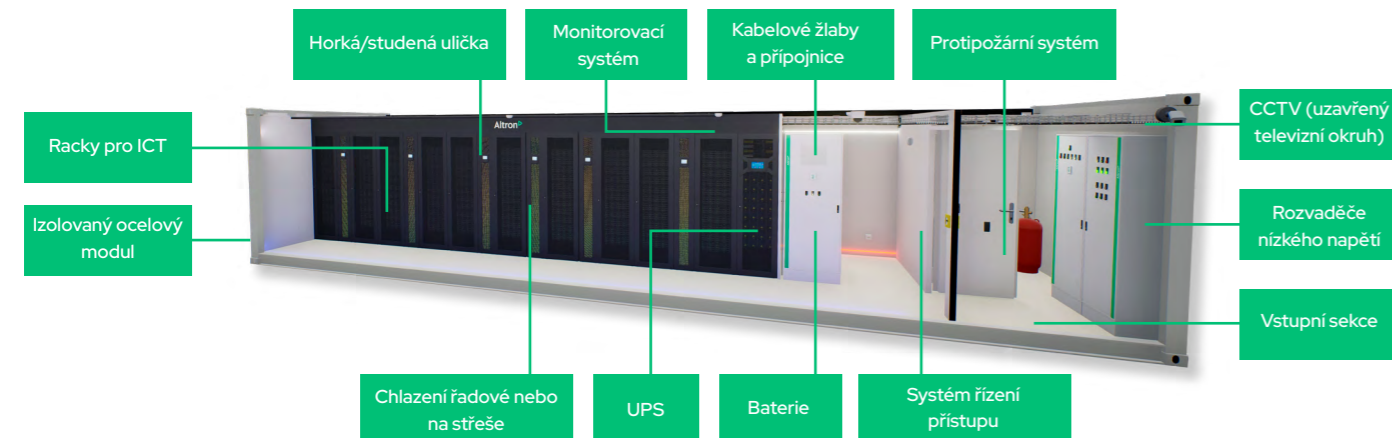 Horká/studená ulička
Monitorovací
systém
Kabelové žlaby
a přípojnice
Protipožární systém
CCTV (uzavřený
televizní okruh)
Racky pro ICT
Altron
Izolovaný ocelový
modul
Rozvaděče
nízkého napětí
Vstupní sekce
Chlazení řadové nebo
na střeše
UPS
Baterie
Systém řízení
přístupu